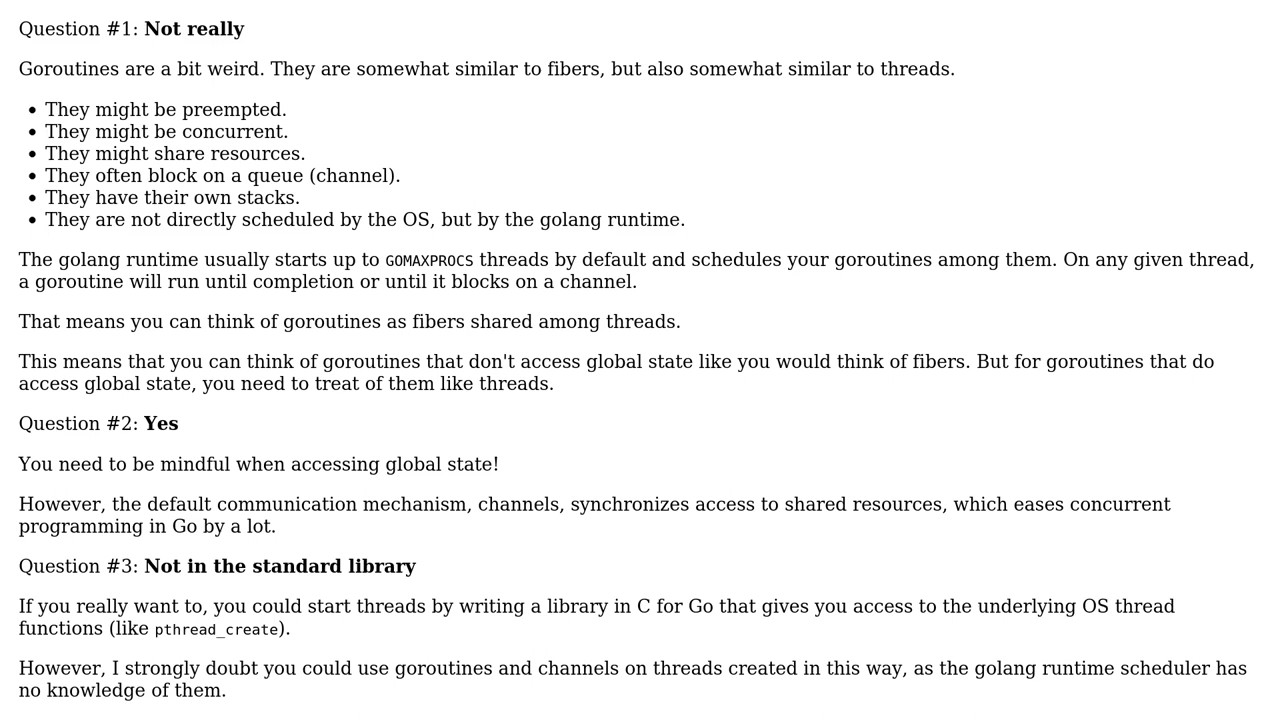 Question #1: Not really
Goroutines are a bit weird. They are somewhat similar to fibers, but also somewhat similar to threads.
• They might be preempted.
• They might be concurrent.
• They might share resources.
• They often block on a queue (channel).
• They have their own stacks.
• They are not directly scheduled by the OS, but by the golang runtime.
The golang runtime usually starts up to GOMAXPROCS threads by default and schedules your goroutines among them. On any given thread,
a goroutine will run until completion or until it blocks on a channel.
That means you can think of goroutines as fibers shared among threads.
This means that you can think of goroutines that don't access global state like you would think of fibers. But for goroutines that do
access global state, you need to treat of them like threads.
Question #2: Yes
You need to be mindful when accessing global state!
However, the default communication mechanism, channels, synchronizes access to shared resources, which eases concurrent
programming in Go by a lot.
Question #3: Not in the standard library
If you really want to, you could start threads by writing a library in C for Go that gives you access to the underlying OS thread
functions (like pthread_create).
However, I strongly doubt you could use goroutines and channels on threads created in this way, as the golang runtime scheduler has
no knowledge of them.